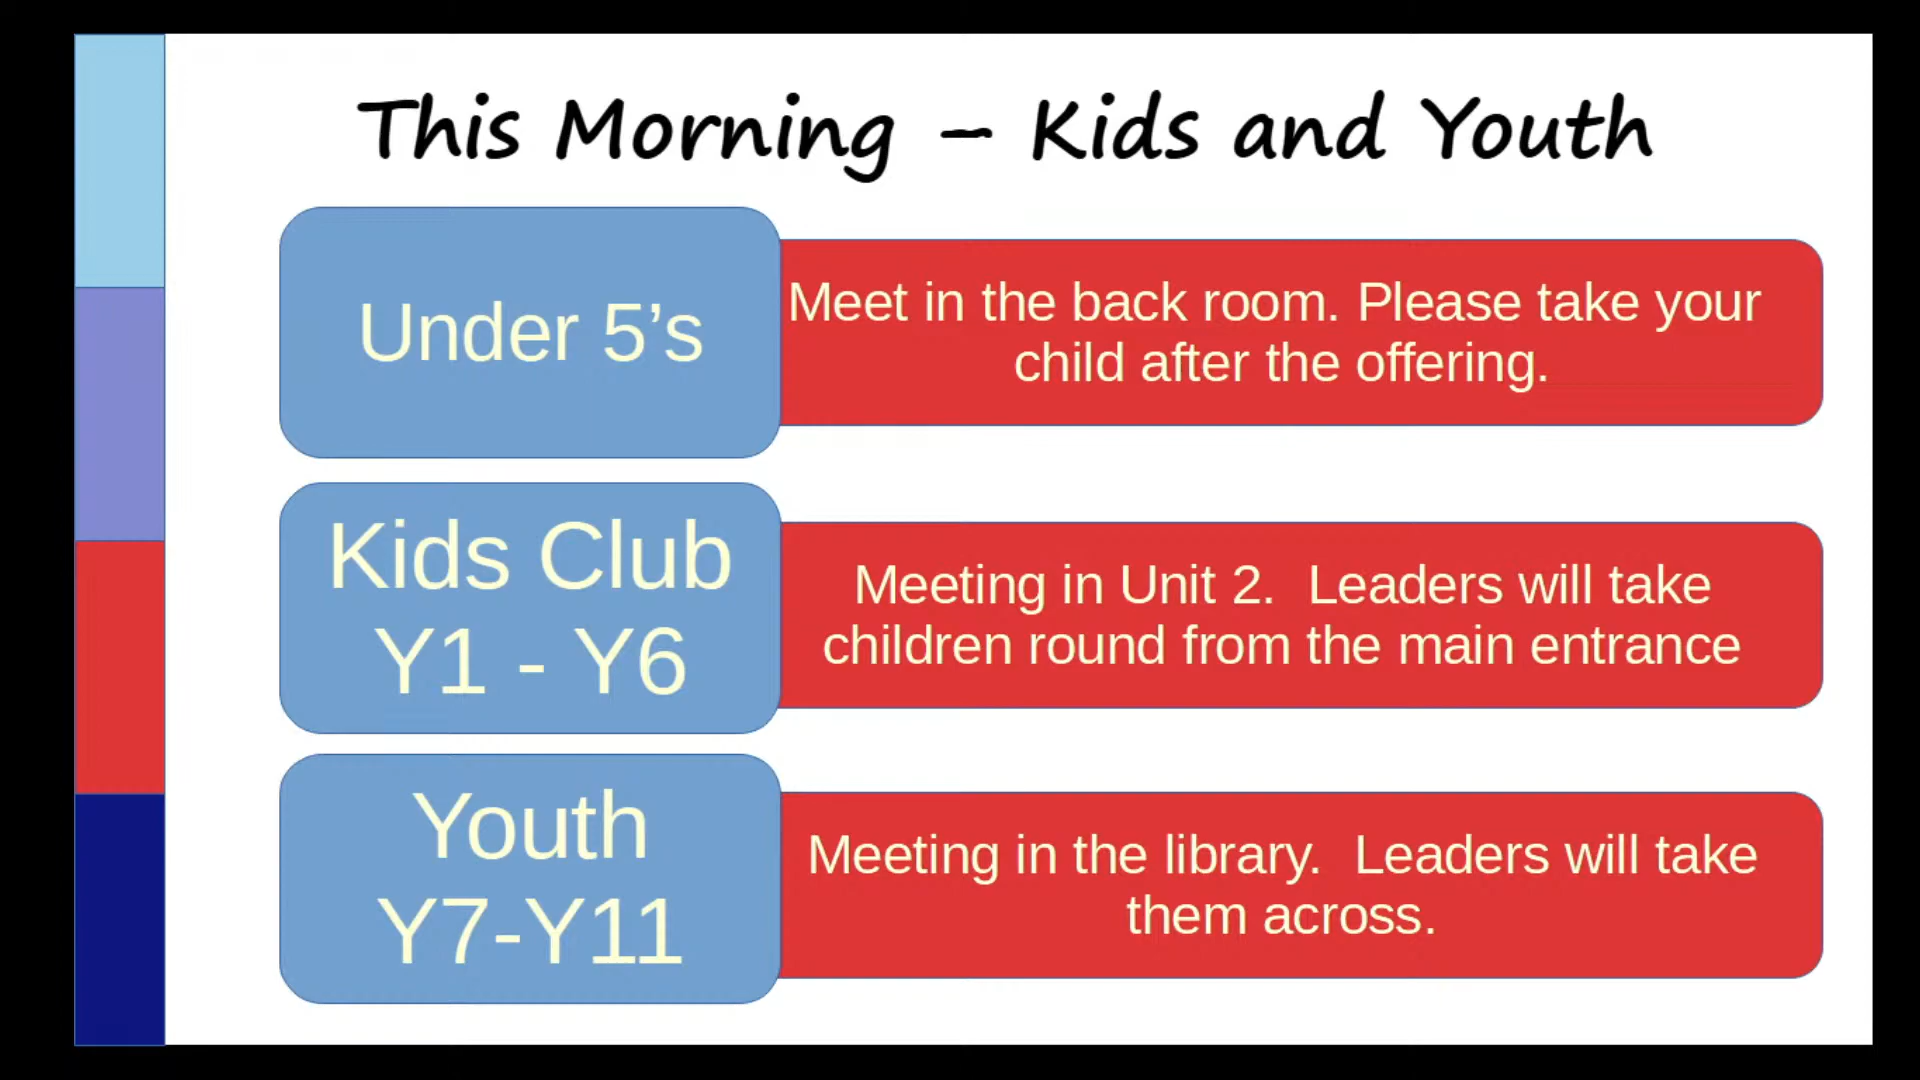 This Morning – Kids and Youth
Under 5’s
Meet in the back room. Please take your
child after the offering.
Kids Club
Y1 - Y6
Meeting in Unit 2.  Leaders will take
children round from the main entrance
Youth
Y7-Y11
Meeting in the library.  Leaders will take
them across.